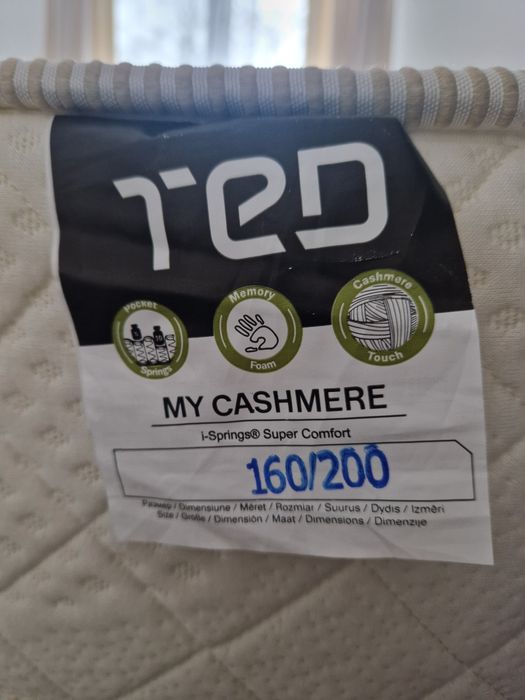 TED
Pocket Springs
Memory Foam
Cashmere Touch
MY CASHMERE
i-Springs® Super Comfort
160/200
Размер / Dimensiune / Méret / Rozmiar / Suurus / Dydis / Izmēri
Size / Größe / Dimensión / Maat / Dimensions / Dimenzije